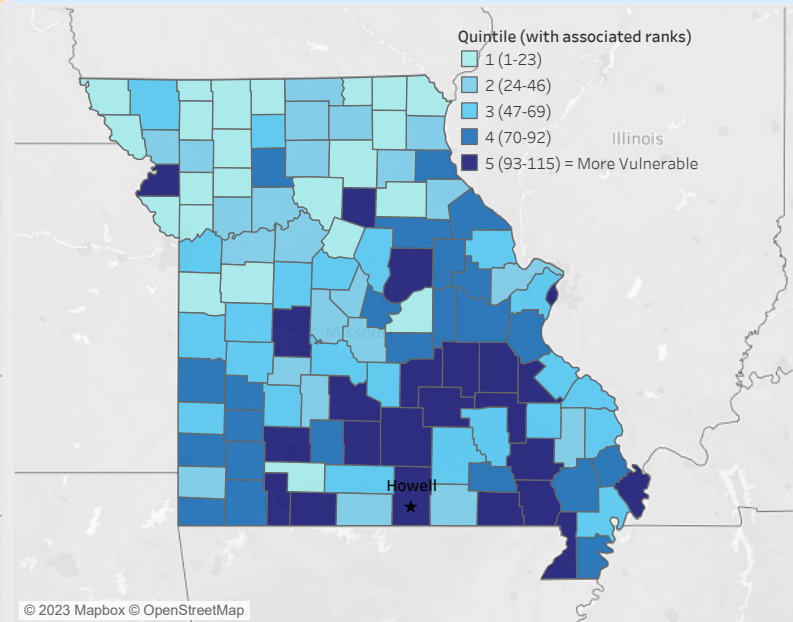 Quintile (with associated ranks)
1 (1-23)
2 (24-46)
3 (47-69)
4 (70-92)
5 (93-115) = More Vulnerable
Illinois
Missouri
Howell
© 2023 Mapbox © OpenStreetMap